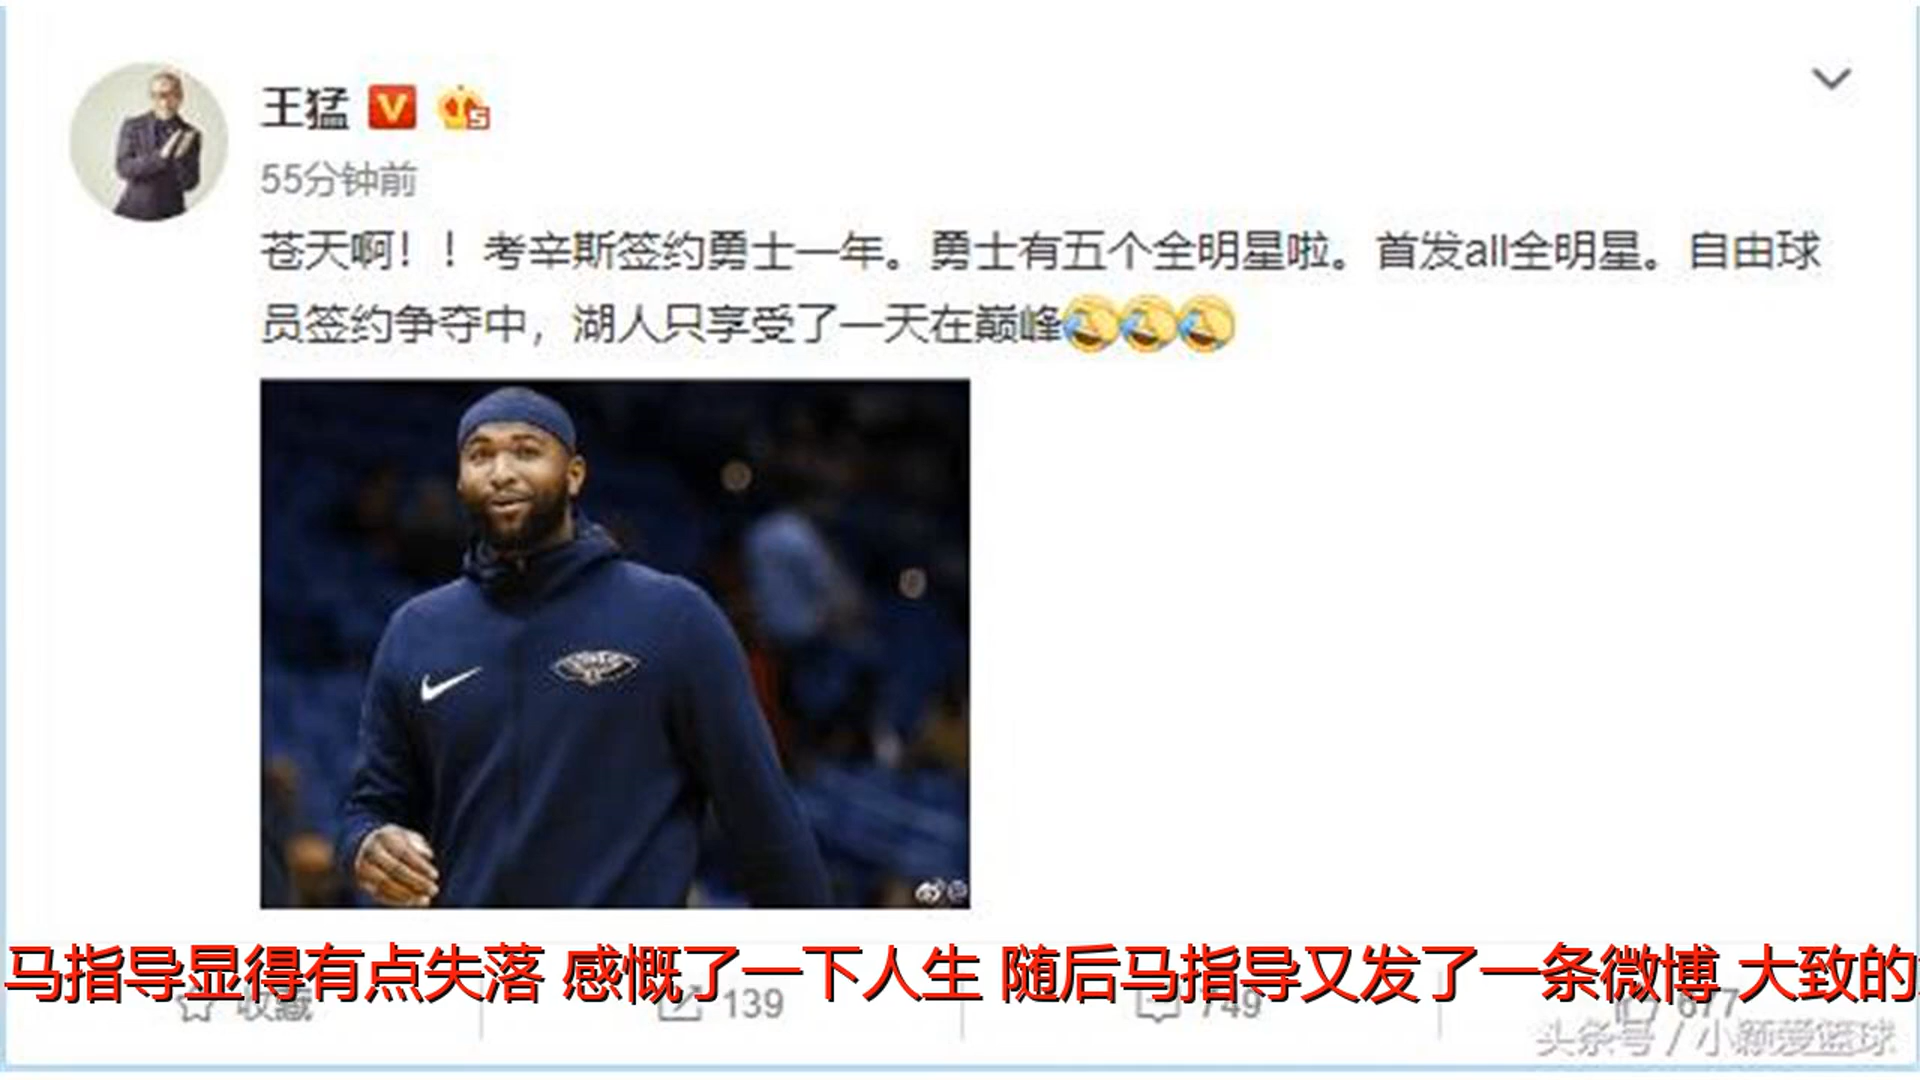 王猛
55分钟前
苍天啊！！考辛斯签约勇士一年。勇士有五个全明星啦。首发all全明星。自由球
员签约争夺中，湖人只享受了一天在巅峰
马指导显得有点失落 感慨了一下人生 随后马指导又发了一条微博 大致的
收藏 139 749 677
头条号 / 小颖爱篮球